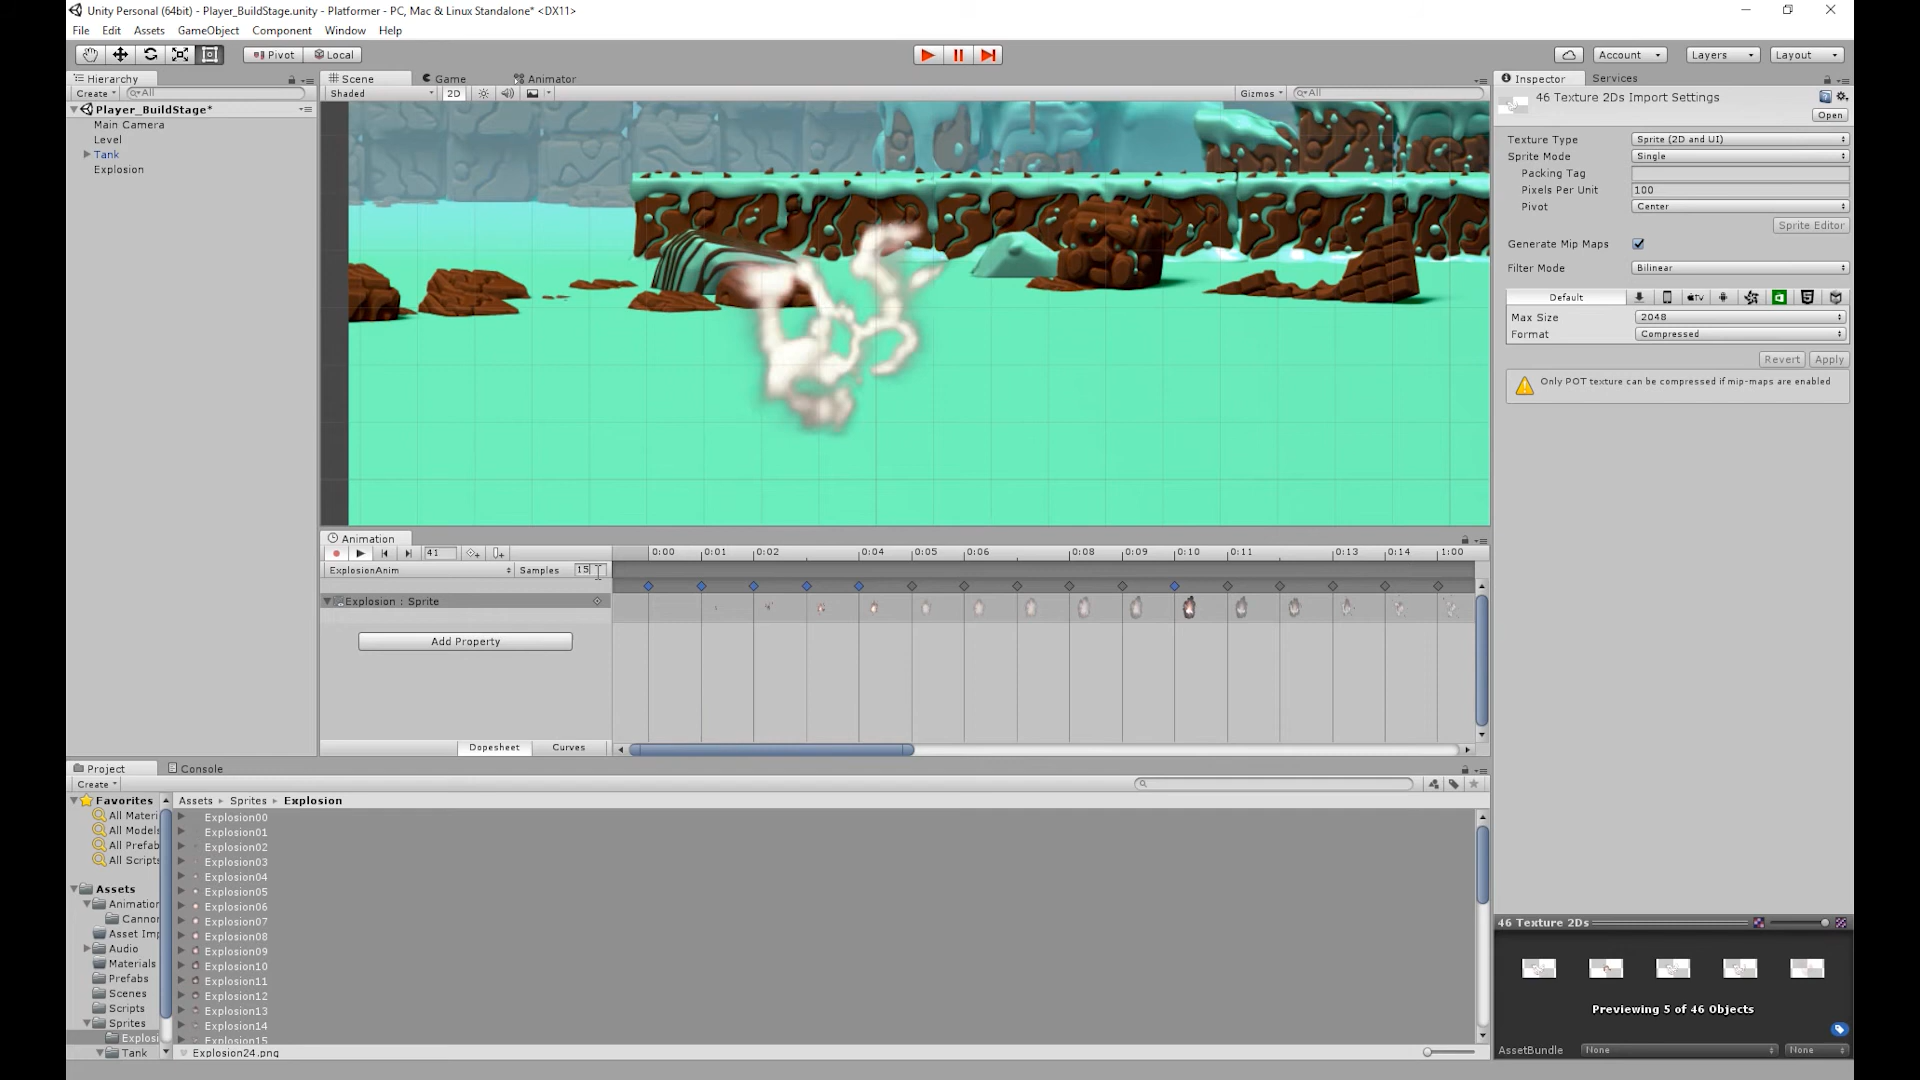 Unity Personal (64bit) - Player_BuildStage.unity - Platformer - PC, Mac & Linux Standalone* <DX11>
File Edit Assets GameObject Component Window Help
Pivot Local Account Layers Layout
Hierarchy
Create All
Player_BuildStage*
Main Camera
Level
Tank
Explosion
Scene Game Animator
Shaded 2D Gizmos All
Animation
41 0:00 0:01 0:02 0:04 0:05 0:06 0:08 0:09 0:10 0:11 0:13 0:14 1:00
ExplosionAnim Samples 15
Explosion : Sprite
Add Property
Dopesheet Curves
Inspector Services
46 Texture 2Ds Import Settings
Open
Texture Type Sprite (2D and UI)
Sprite Mode Single
Packing Tag
Pixels Per Unit 100
Pivot Center
Sprite Editor
Generate Mip Maps
Filter Mode Bilinear
Default tv
Max Size 2048
Format Compressed
Revert Apply
Only POT texture can be compressed if mip-maps are enabled
Project Console
Create
Favorites
All Materi
All Models
All Prefab
All Scripts
Assets
Animation
Canno
Asset Imp
Audio
Materials
Prefabs
Scenes
Scripts
Sprites
Explosi
Tank
Assets Sprites Explosion
Explosion00
Explosion01
Explosion02
Explosion03
Explosion04
Explosion05
Explosion06
Explosion07
Explosion08
Explosion09
Explosion10
Explosion11
Explosion12
Explosion13
Explosion14
Explosion15
Explosion24.png
46 Texture 2Ds
Previewing 5 of 46 Objects
AssetBundle None None